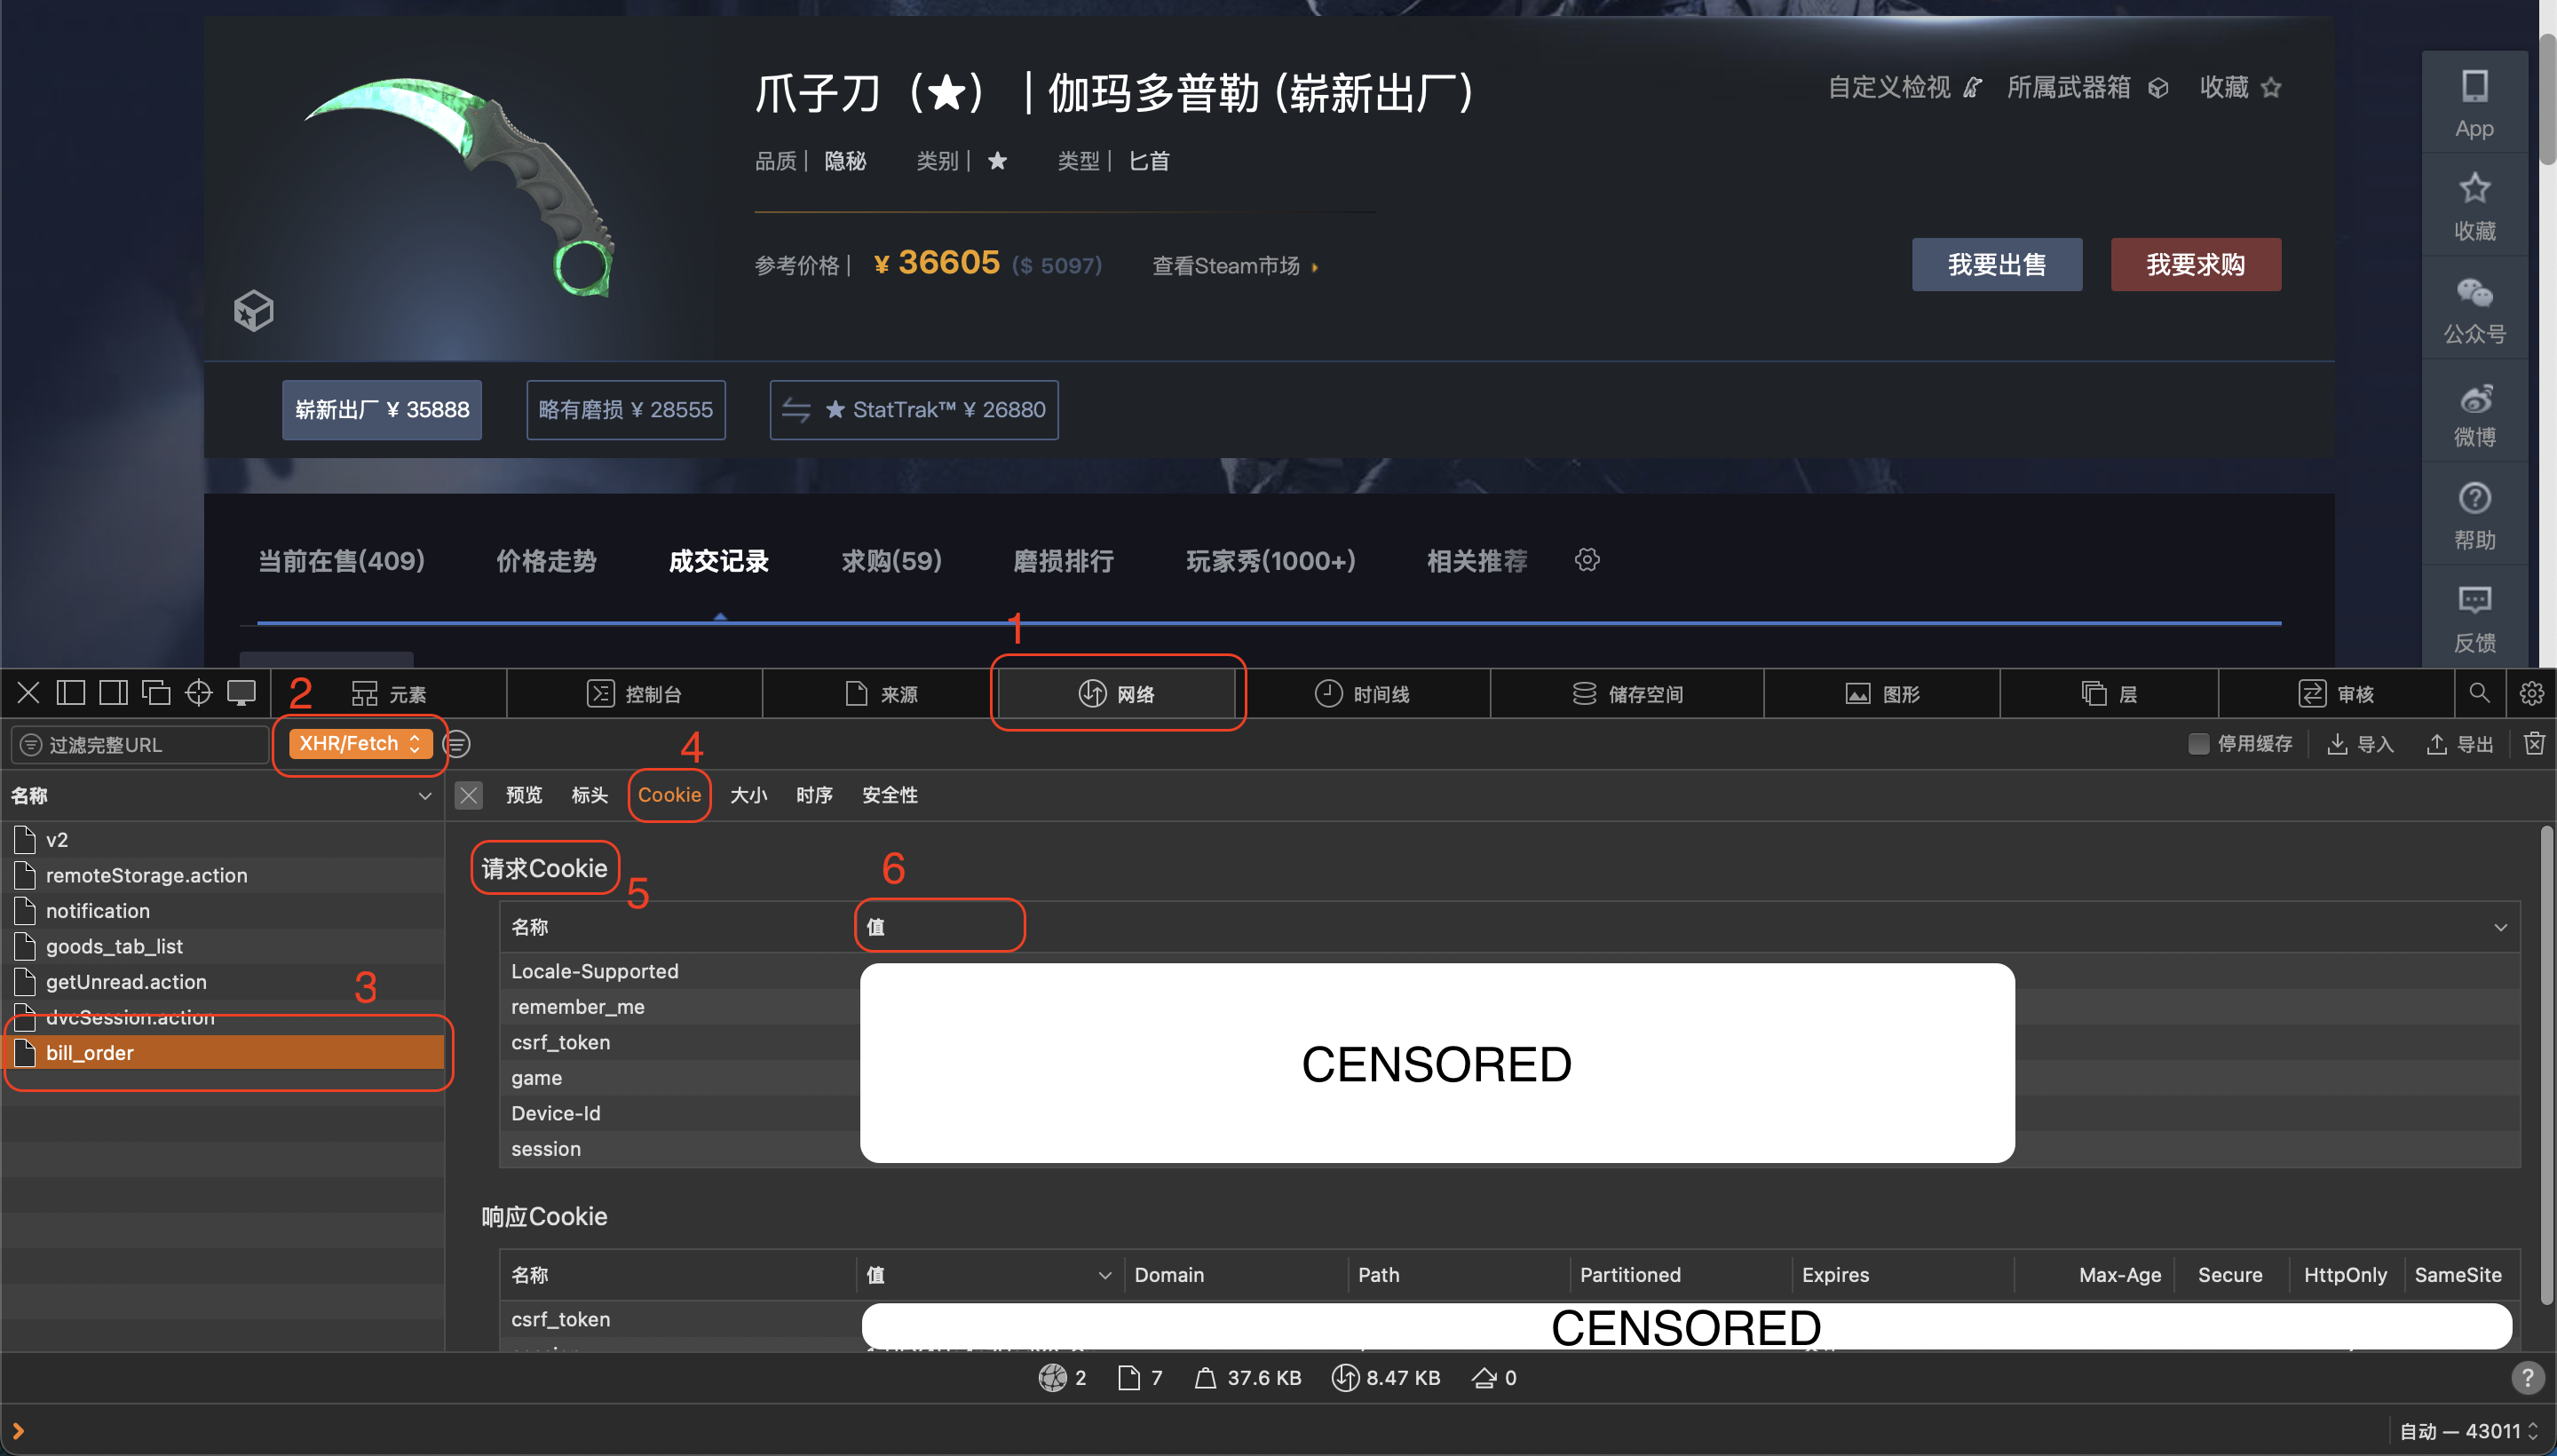 爪子刀（★） | 伽玛多普勒 (崭新出厂)
自定义检视 所属武器箱 收藏
品质| 隐秘 类别| ★ 类型| 匕首
参考价格| ¥ 36605 ($ 5097) 查看Steam市场
我要出售 我要求购
崭新出厂 ¥ 35888 略有磨损 ¥ 28555 ★ StatTrak™ ¥ 26880
App
收藏
公众号
微博
帮助
反馈
当前在售(409) 价格走势 成交记录 求购(59) 磨损排行 玩家秀(1000+) 相关推荐
1
2 元素 控制台 来源 网络 时间线 储存空间 图形 层 审核
过滤完整URL XHR/Fetch 4 停用缓存 导入 导出
名称 预览 标头 Cookie 大小 时序 安全性
v2
remoteStorage.action
notification
goods_tab_list
getUnread.action
3
dvcSession.action
bill_order
请求Cookie 5 6
名称 值
Locale-Supported
remember_me
csrf_token
game
Device-Id
session
CENSORED
响应Cookie
名称 值 Domain Path Partitioned Expires Max-Age Secure HttpOnly SameSite
csrf_token CENSORED
2 7 37.6 KB 8.47 KB 0 ?
自动 — 43011